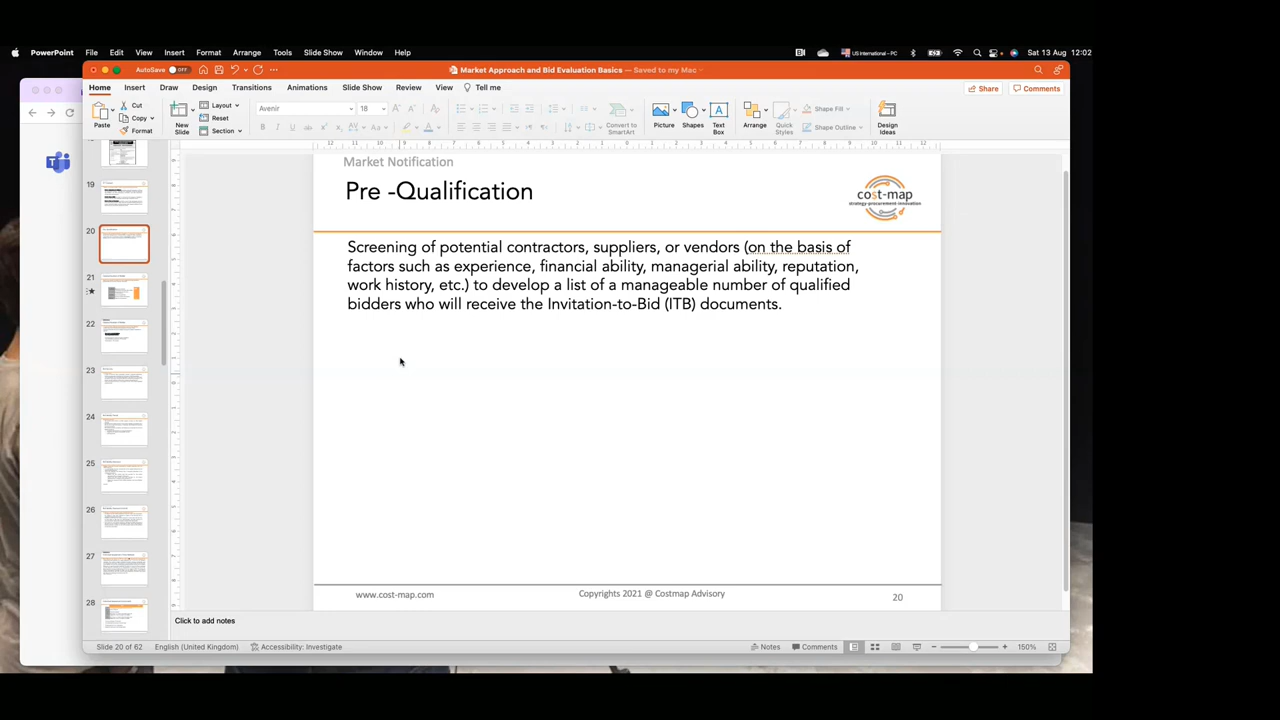 PowerPoint File Edit View Insert Format Arrange Tools Slide Show Window Help US International - PC Sat 13 Aug 12:02
AutoSave OFF Market Approach and Bid Evaluation Basics — Saved to my Mac
Home Insert Draw Design Transitions Animations Slide Show Review View Tell me Share Comments
Paste Cut Copy Format New Slide Layout Reset Section Avenir 18 Convert to SmartArt Picture Shapes Text Box Arrange Quick Styles Shape Fill Shape Outline Design Ideas
Market Notification
Pre -Qualification
cost-map
strategy-procurement-innovation
Screening of potential contractors, suppliers, or vendors (on the basis of
factors such as experience, financial ability, managerial ability, reputation,
work history, etc.) to develop a list of a manageable number of qualified
bidders who will receive the Invitation-to-Bid (ITB) documents.
www.cost-map.com Copyrights 2021 @ Costmap Advisory 20
19
20
21
22
23
24
25
26
27
28
Click to add notes
Slide 20 of 62 English (United Kingdom) Accessibility: Investigate Notes Comments 150%